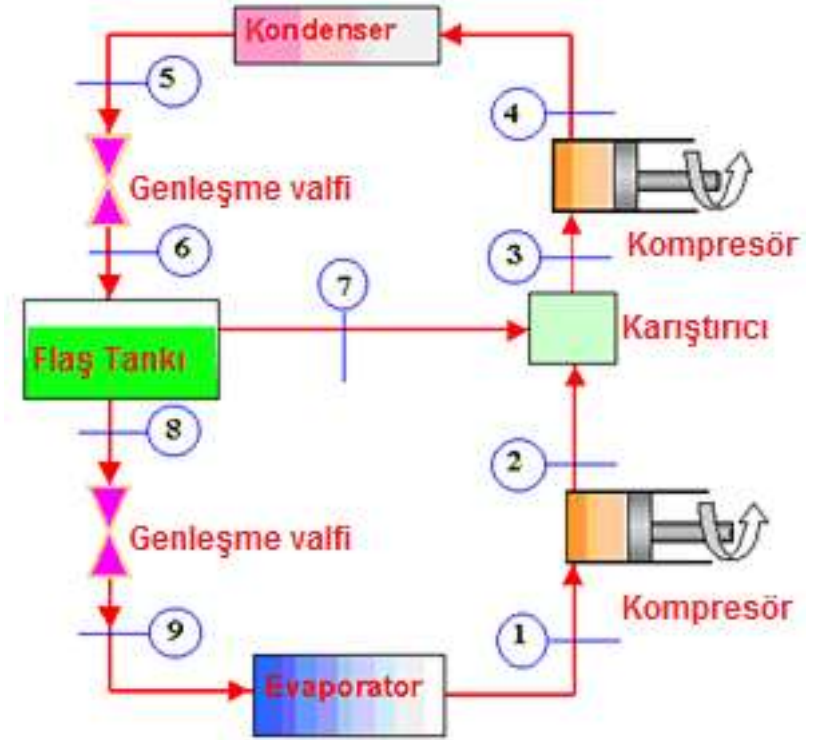 Kondenser
5
4
Genleşme valfi
6
3
Kompresör
7
Karıştırıcı
Flaş Tankı
8
2
Genleşme valfi
Kompresör
9
1
Evaporator